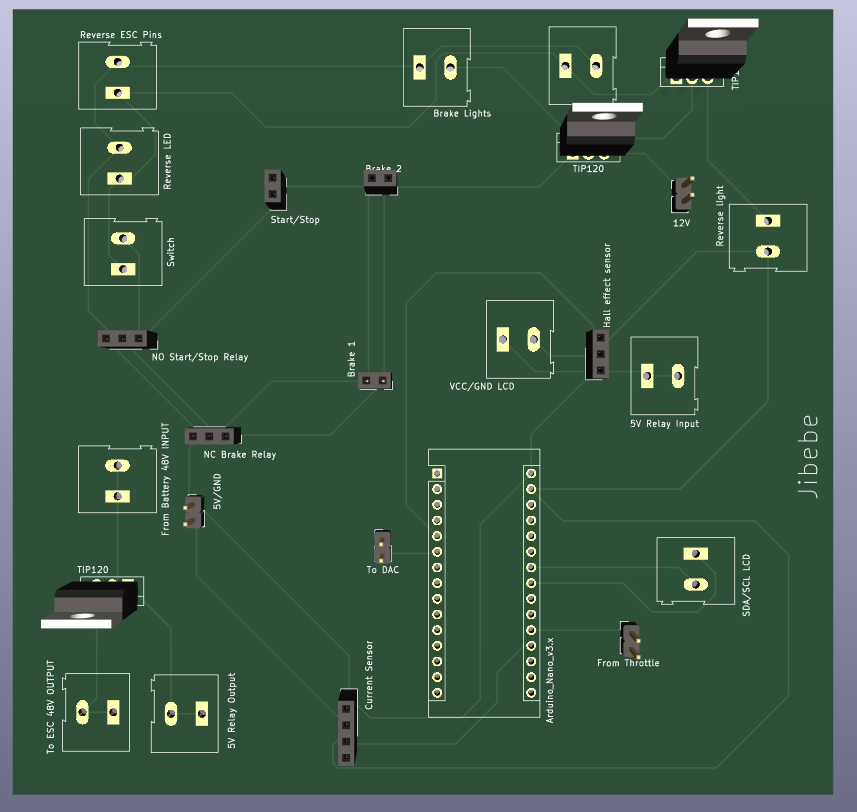 Reverse ESC Pins
Brake Lights
TIP120
Reverse LED
Brake 2
Start/Stop
12V
Reverse light
Switch
Hall effect sensor
NO Start/Stop Relay
Brake 1
VCC/GND LCD
5V Relay Input
Jibebe
NC Brake Relay
From Battery 48V INPUT
5V/GND
To DAC
TIP120
SDA/SCL LCD
From Throttle
Arduino_Nano_v3.x
Current Sensor
To ESC 48V OUTPUT
5V Relay Output